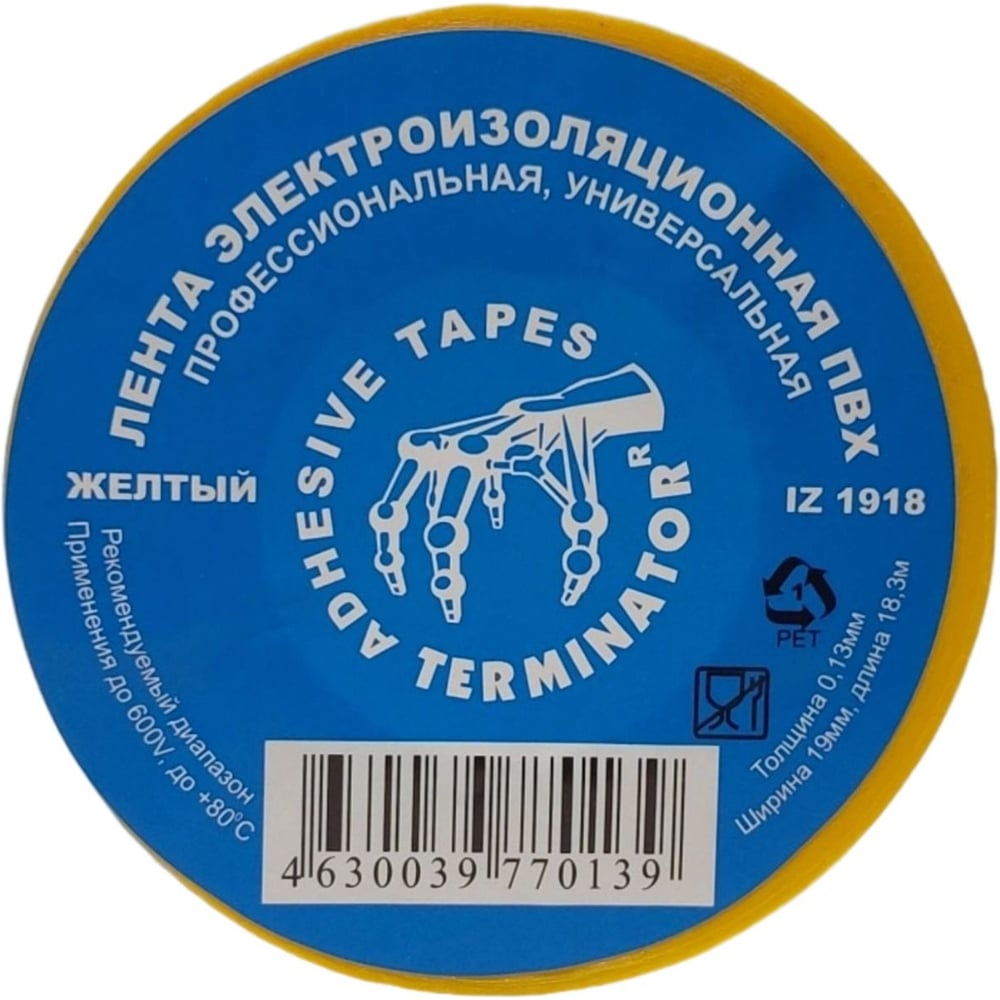 ЛЕНТА ЭЛЕКТРОИЗОЛЯЦИОННАЯ ПВХ
ПРОФЕССИОНАЛЬНАЯ, УНИВЕРСАЛЬНАЯ
ADHESIVE TAPES
TERMINATOR R
ЖЕЛТЫЙ
IZ 1918
Рекомендуемый диапазон
Применения до 600V, до +80°C
1
PET
Толщина 0,13мм
Ширина 19мм, длина 18,3м
4 630039 770139